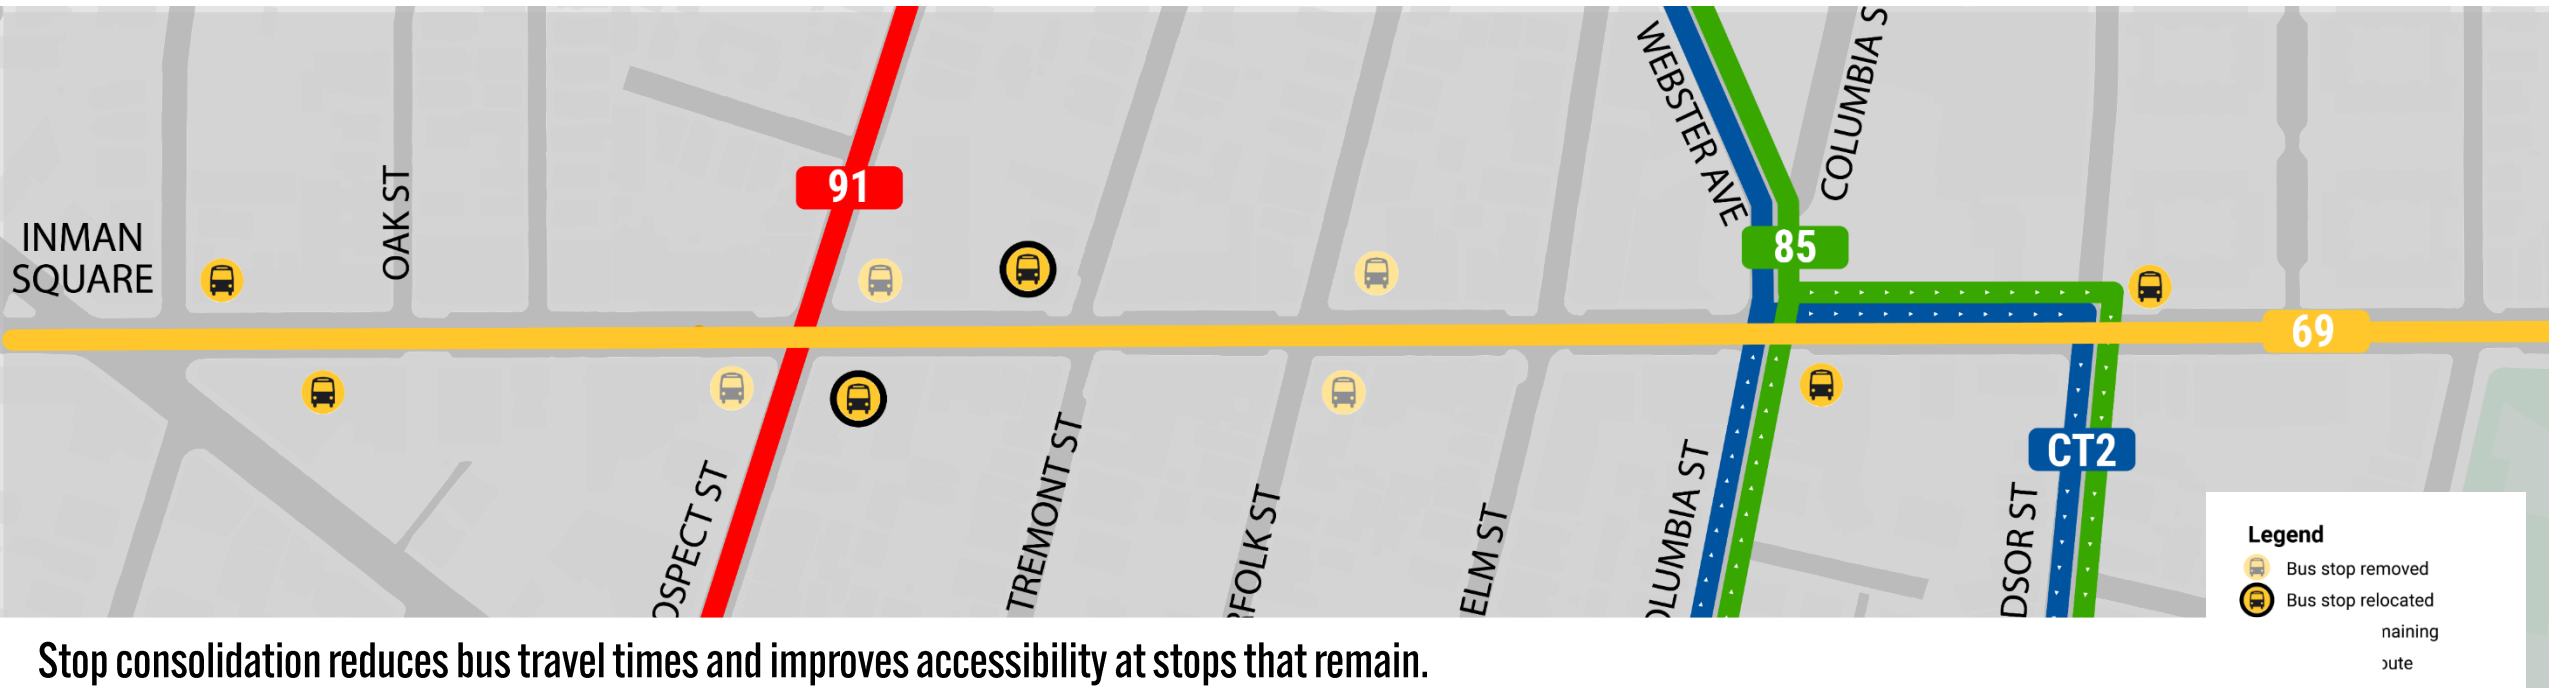 INMAN
SQUARE
OAK ST
91
WEBSTER AVE
COLUMBIA S
85
69
CT2
OSPECT ST
TREMONT ST
RFOLK ST
ELM ST
OLUMBIA ST
DSOR ST
Legend
Bus stop removed
Bus stop relocated
naining
oute
Stop consolidation reduces bus travel times and improves accessibility at stops that remain.